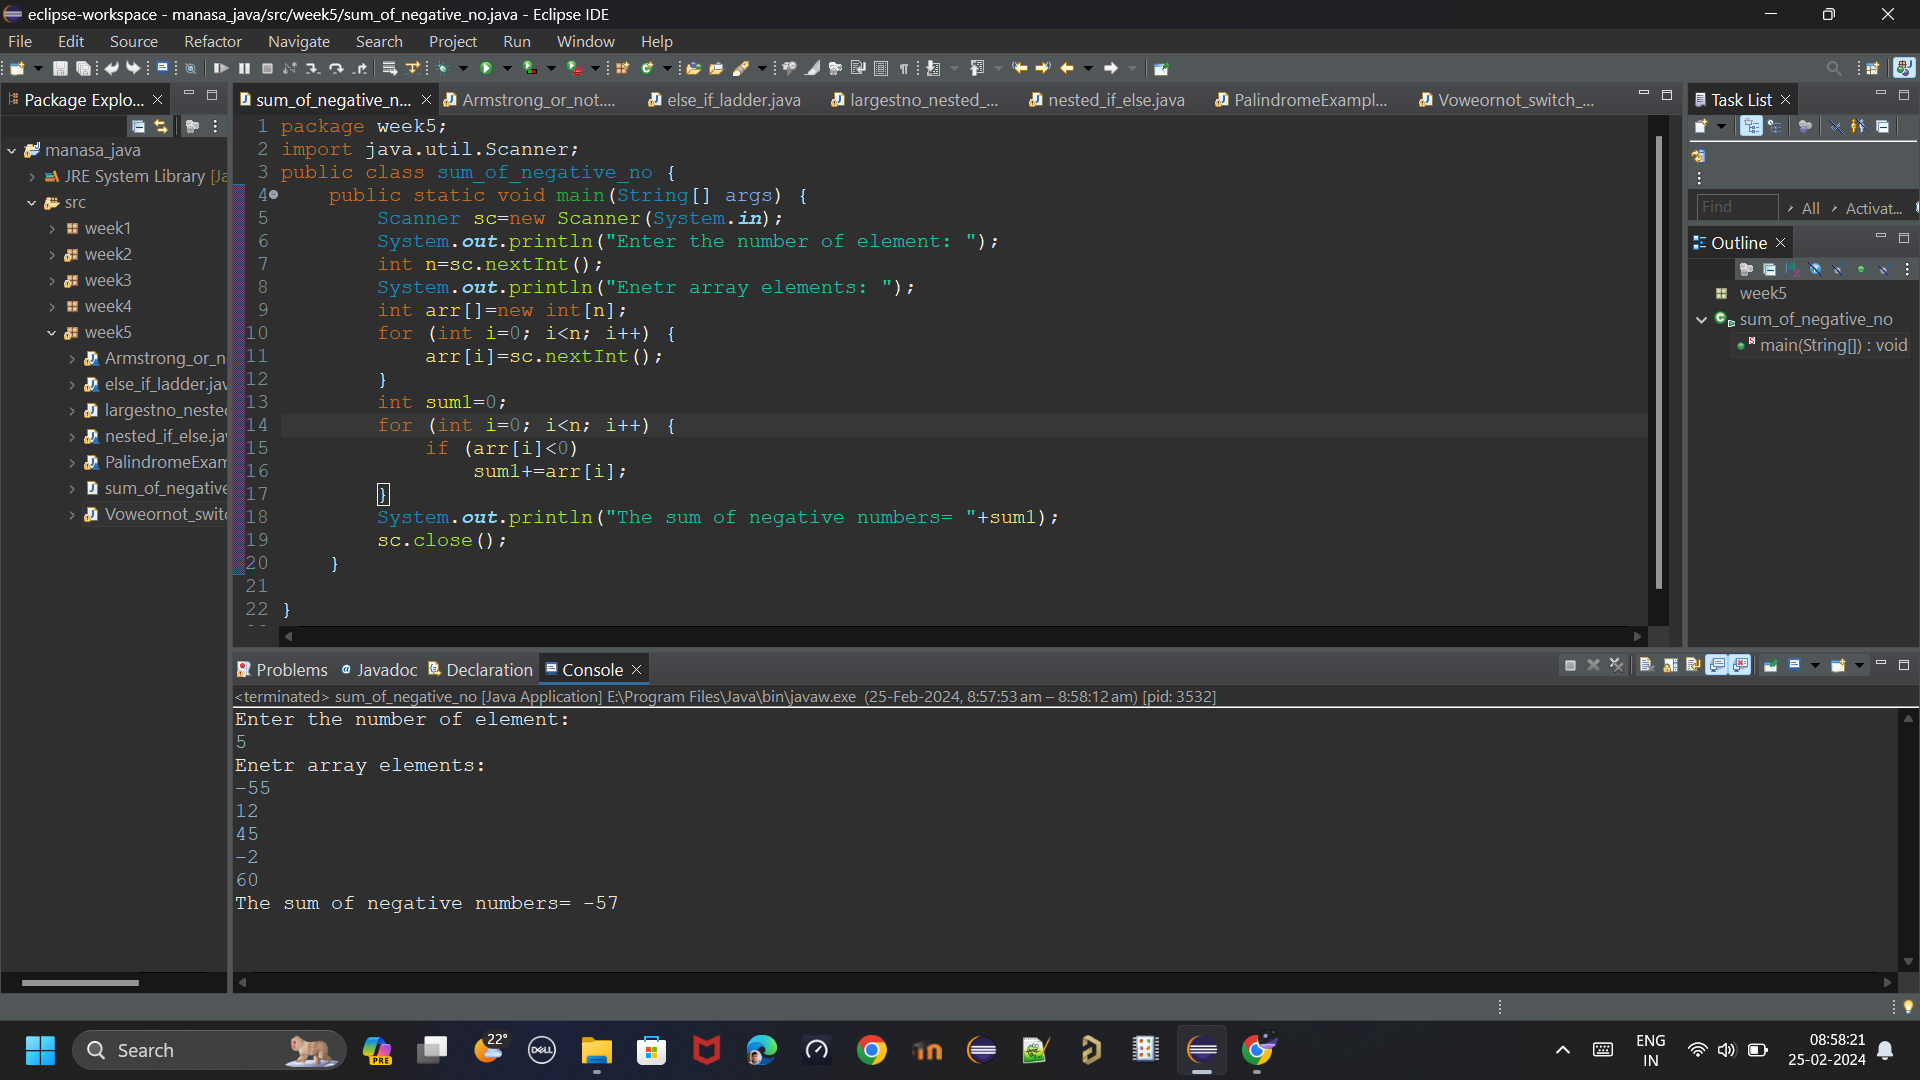 eclipse-workspace - manasa_java/src/week5/sum_of_negative_no.java - Eclipse IDE
File Edit Source Refactor Navigate Search Project Run Window Help
Package Explo...
manasa_java
JRE System Library [Ja
src
week1
week2
week3
week4
week5
Armstrong_or_n
else_if_ladder.jav
largestno_nested
nested_if_else.jav
PalindromeExam
sum_of_negative
Voweornot_switc
sum_of_negative_n... Armstrong_or_not.... else_if_ladder.java largestno_nested_... nested_if_else.java PalindromeExampl... Voweornot_switch_...
1 package week5;
2 import java.util.Scanner;
3 public class sum_of_negative_no {
4 public static void main(String[] args) {
5 Scanner sc=new Scanner(System.in);
6 System.out.println("Enter the number of element: ");
7 int n=sc.nextInt();
8 System.out.println("Enetr array elements: ");
9 int arr[]=new int[n];
10 for (int i=0; i<n; i++) {
11 arr[i]=sc.nextInt();
12 }
13 int sum1=0;
14 for (int i=0; i<n; i++) {
15 if (arr[i]<0)
16 sum1+=arr[i];
17 }
18 System.out.println("The sum of negative numbers= "+sum1);
19 sc.close();
20 }
21
22 }
Task List
Find All Activat...
Outline
week5
sum_of_negative_no
main(String[]) : void
Problems Javadoc Declaration Console
<terminated> sum_of_negative_no [Java Application] E:\Program Files\Java\bin\javaw.exe (25-Feb-2024, 8:57:53 am – 8:58:12 am) [pid: 3532]
Enter the number of element:
5
Enetr array elements:
-55
12
45
-2
60
The sum of negative numbers= -57
Search
PRE
22°
DELL
ENG
IN
08:58:21
25-02-2024